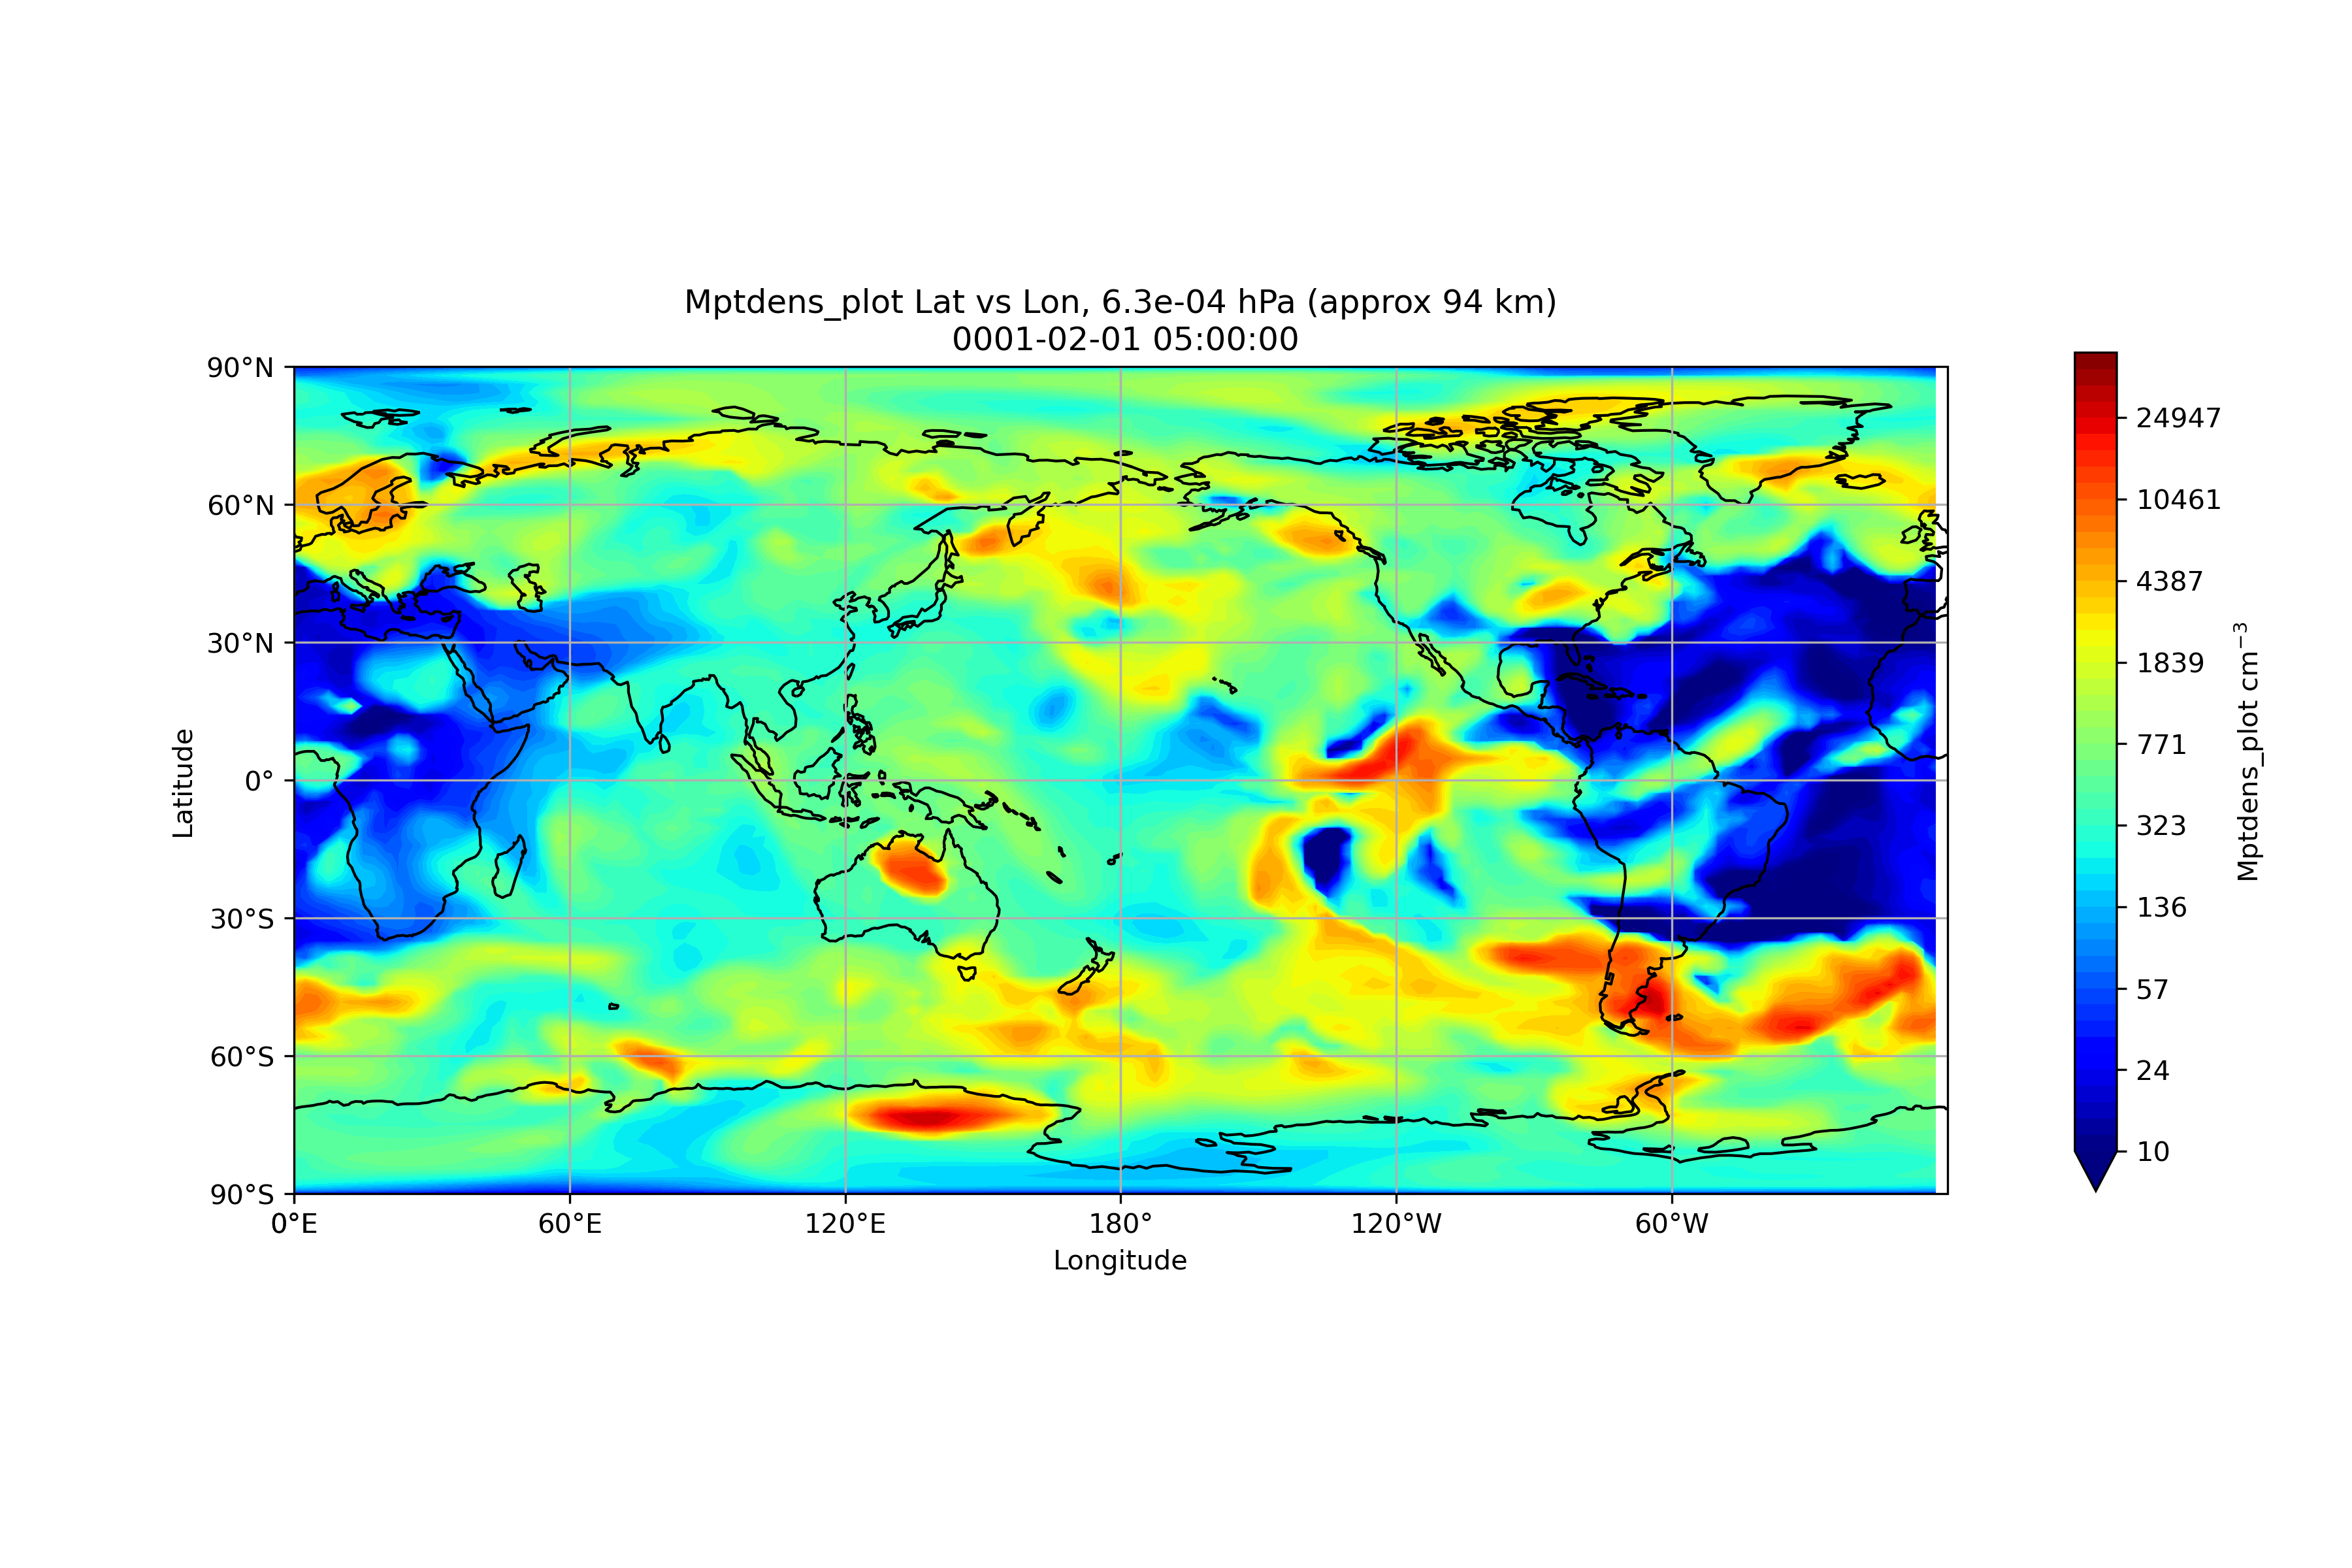 Mptdens_plot Lat vs Lon, 6.3e-04 hPa (approx 94 km)
0001-02-01 05:00:00
90°N
60°N
30°N
0°
30°S
60°S
90°S
Latitude
0°E
60°E
120°E
180°
120°W
60°W
Longitude
24947
10461
4387
1839
771
323
136
57
24
10
Mptdens_plot cm⁻³